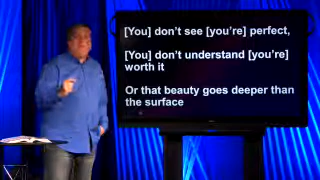 [You] don't see [you're] perfect,
[You] don't understand [you're]
worth it
Or that beauty goes deeper than
the surface